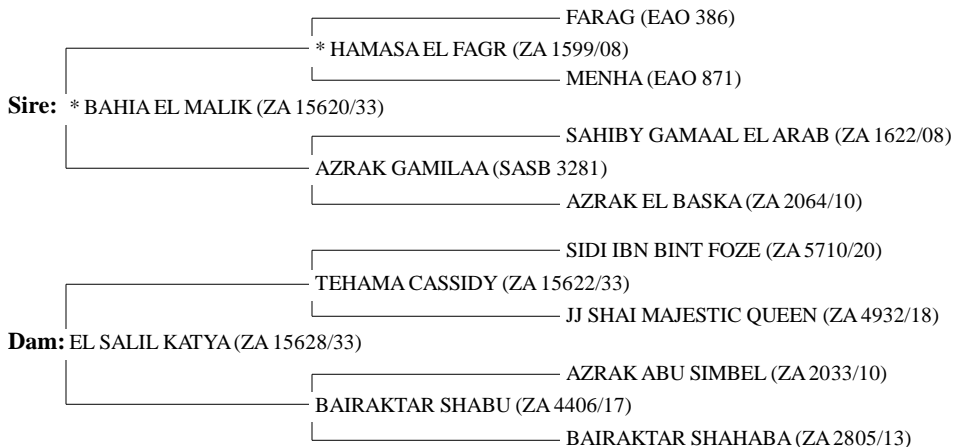 FARAG (EAO 386)
* HAMASA EL FAGR (ZA 1599/08)
MENHA (EAO 871)
Sire: * BAHIA EL MALIK (ZA 15620/33)
SAHIBY GAMAAL EL ARAB (ZA 1622/08)
AZRAK GAMILAA (SASB 3281)
AZRAK EL BASKA (ZA 2064/10)
SIDI IBN BINT FOZE (ZA 5710/20)
TEHAMA CASSIDY (ZA 15622/33)
JJ SHAI MAJESTIC QUEEN (ZA 4932/18)
Dam: EL SALIL KATYA (ZA 15628/33)
AZRAK ABU SIMBEL (ZA 2033/10)
BAIRAKTAR SHABU (ZA 4406/17)
BAIRAKTAR SHAHABA (ZA 2805/13)